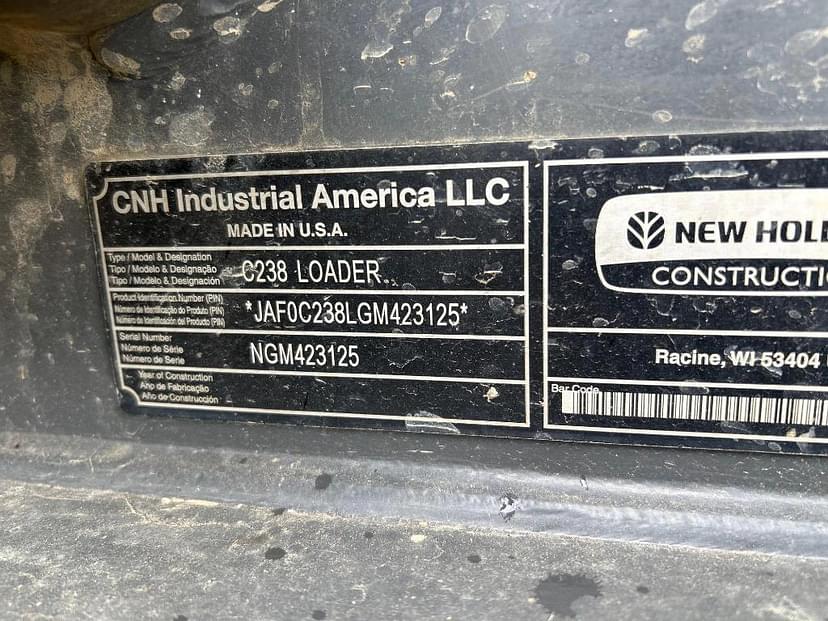 CNH Industrial America LLC
MADE IN U.S.A.
Type / Model & Designation
Tipo / Modelo & Designação
Tipo / Modelo & Designación
C238 LOADER
Product Identification Number (PIN)
Número de Identificação do Produto (PIN)
Número de Identificación del Producto (PIN)
*JAF0C238LGM423125*
Serial Number
Número de Série
Número de Serie
NGM423125
Year of Construction
Ano de Fabricação
Año de Construcción
NEW HOL
CONSTRUCTI
Racine, WI 53404
Bar Code